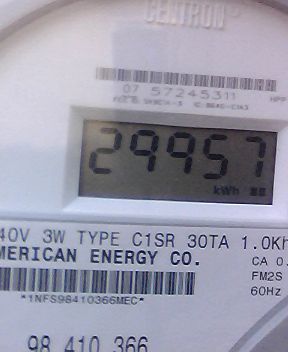 CENTRON®
07 57245311
29957
kWh
40V 3W TYPE C1SR 30TA 1.0Kh
MERICAN ENERGY CO.
CA 0.
FM2S
60Hz
*1NFS98410366MEC*
98 410 366